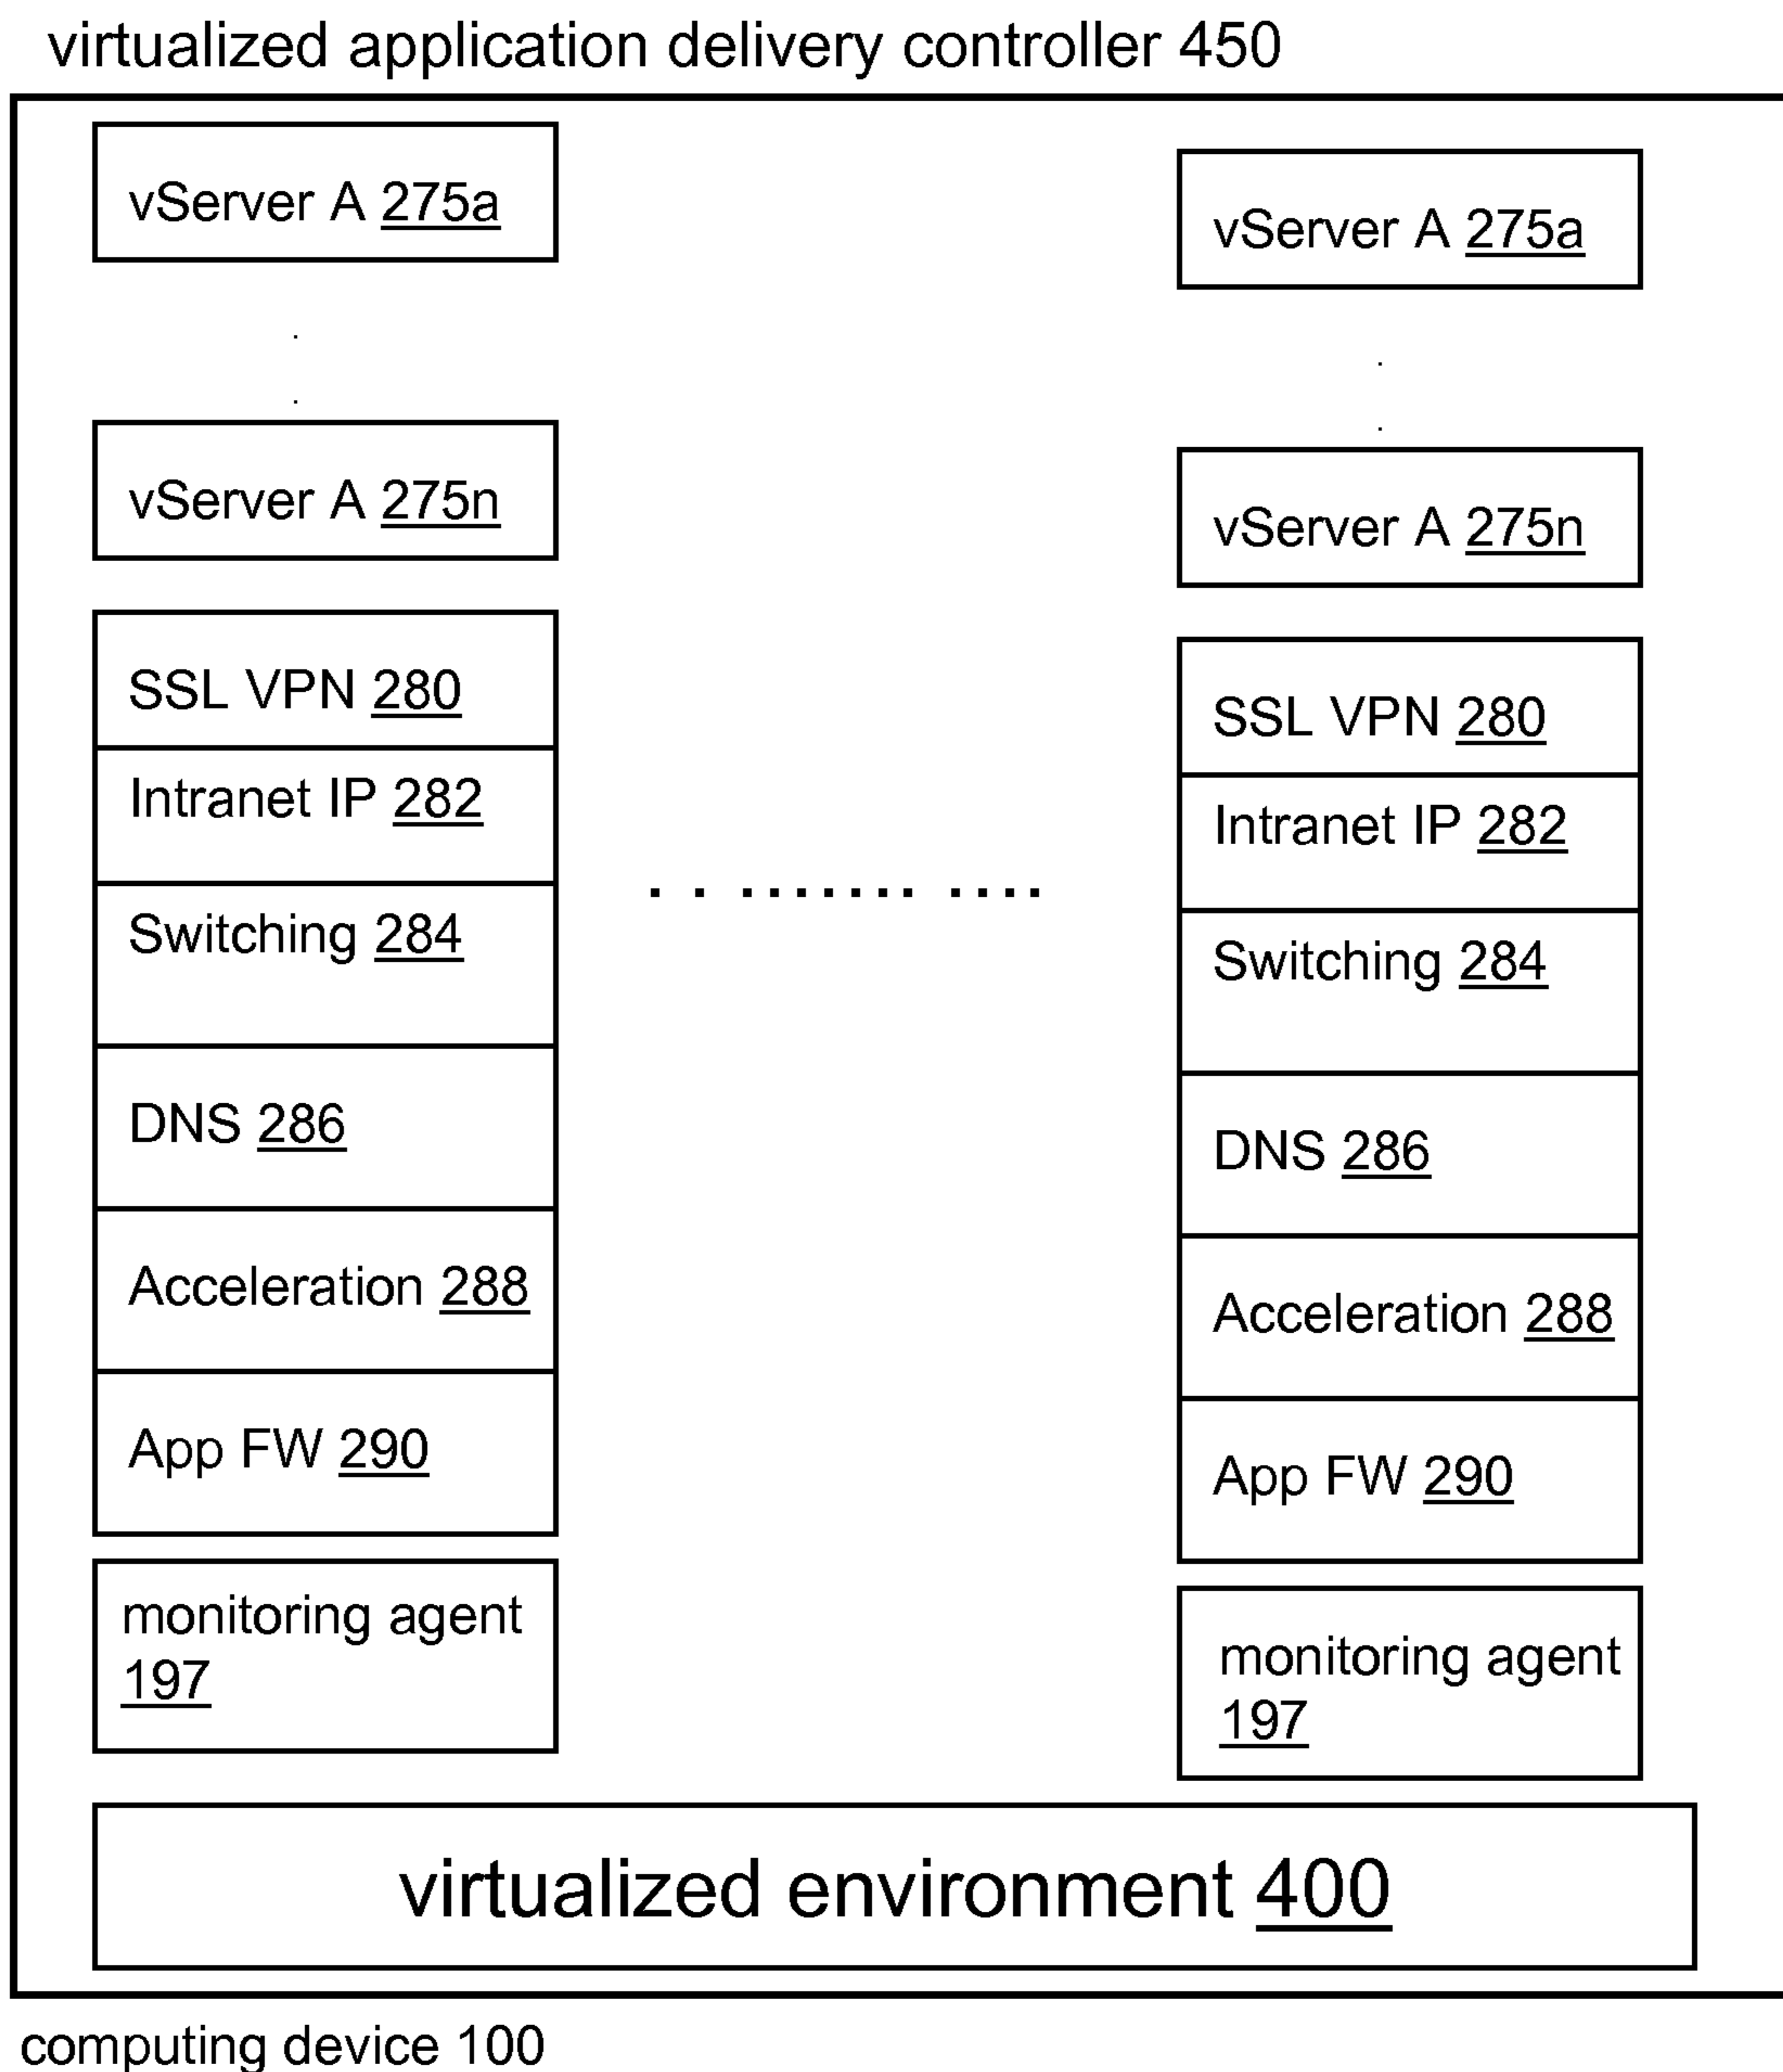 virtualized application delivery controller 450
vServer A 275a
vServer A 275n
SSL VPN 280
Intranet IP 282
Switching 284
DNS 286
Acceleration 288
App FW 290
monitoring agent
197
vServer A 275a
vServer A 275n
SSL VPN 280
Intranet IP 282
Switching 284
DNS 286
Acceleration 288
App FW 290
monitoring agent
197
virtualized environment 400
computing device 100